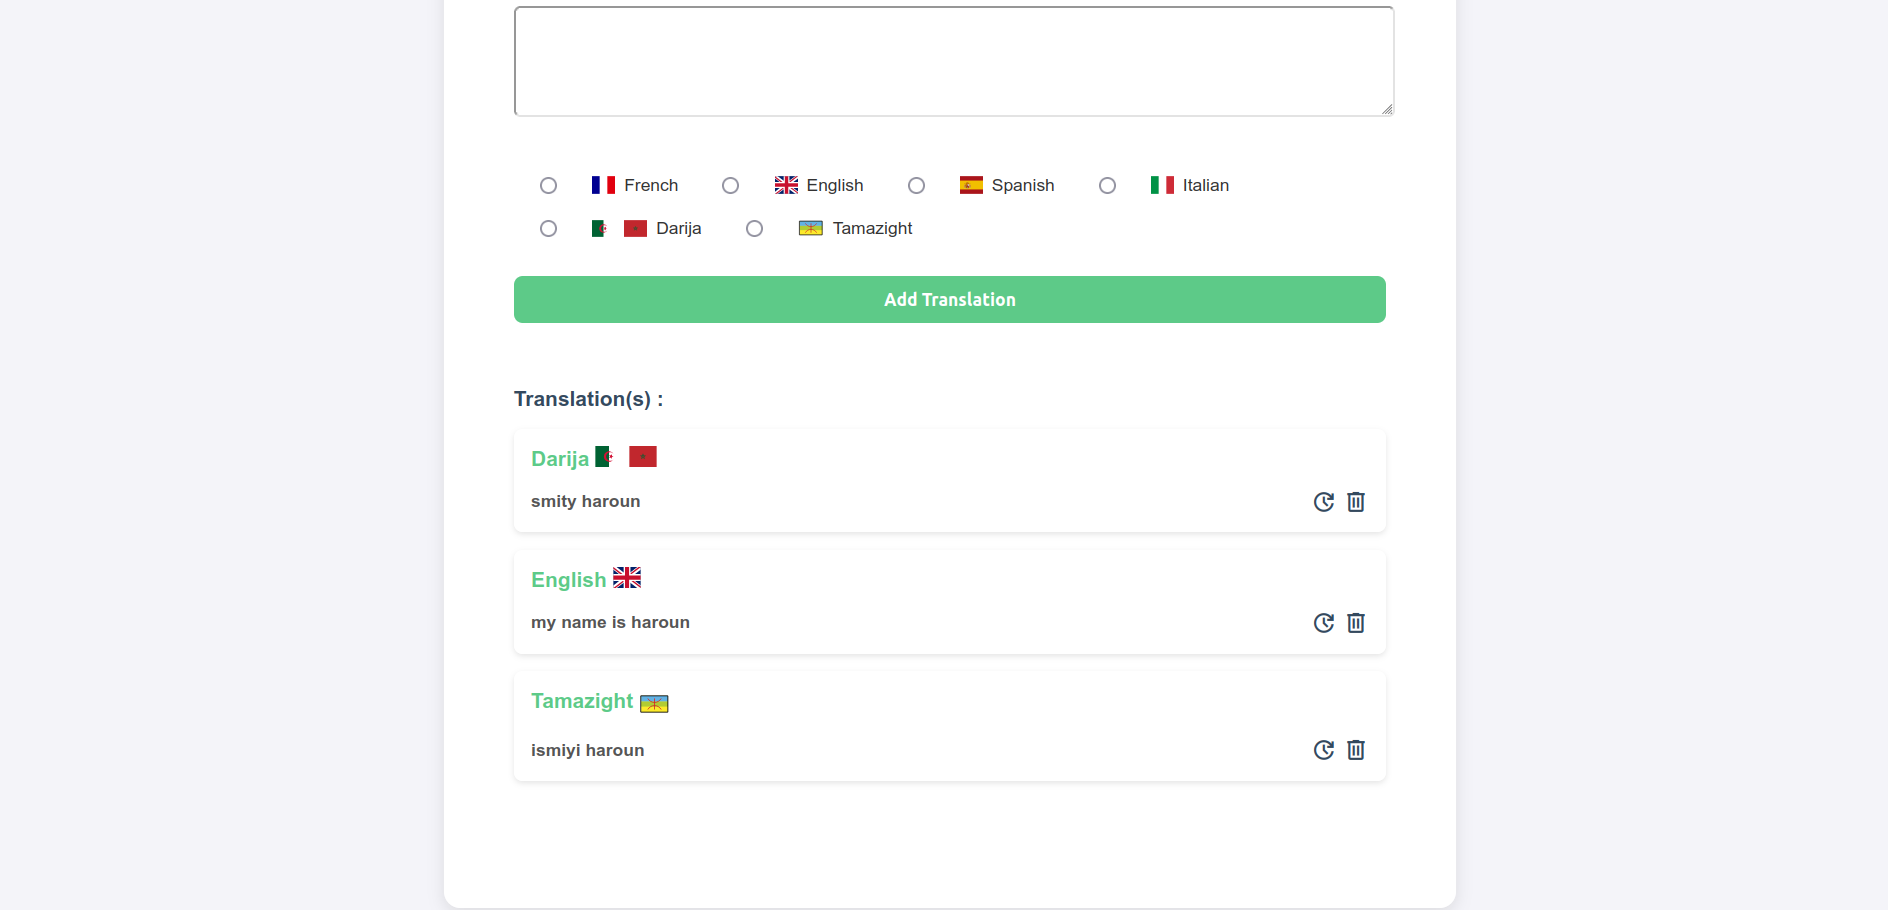 French English Spanish Italian
Darija Tamazight
Add Translation
Translation(s) :
Darija
smity haroun
English
my name is haroun
Tamazight
ismiyi haroun